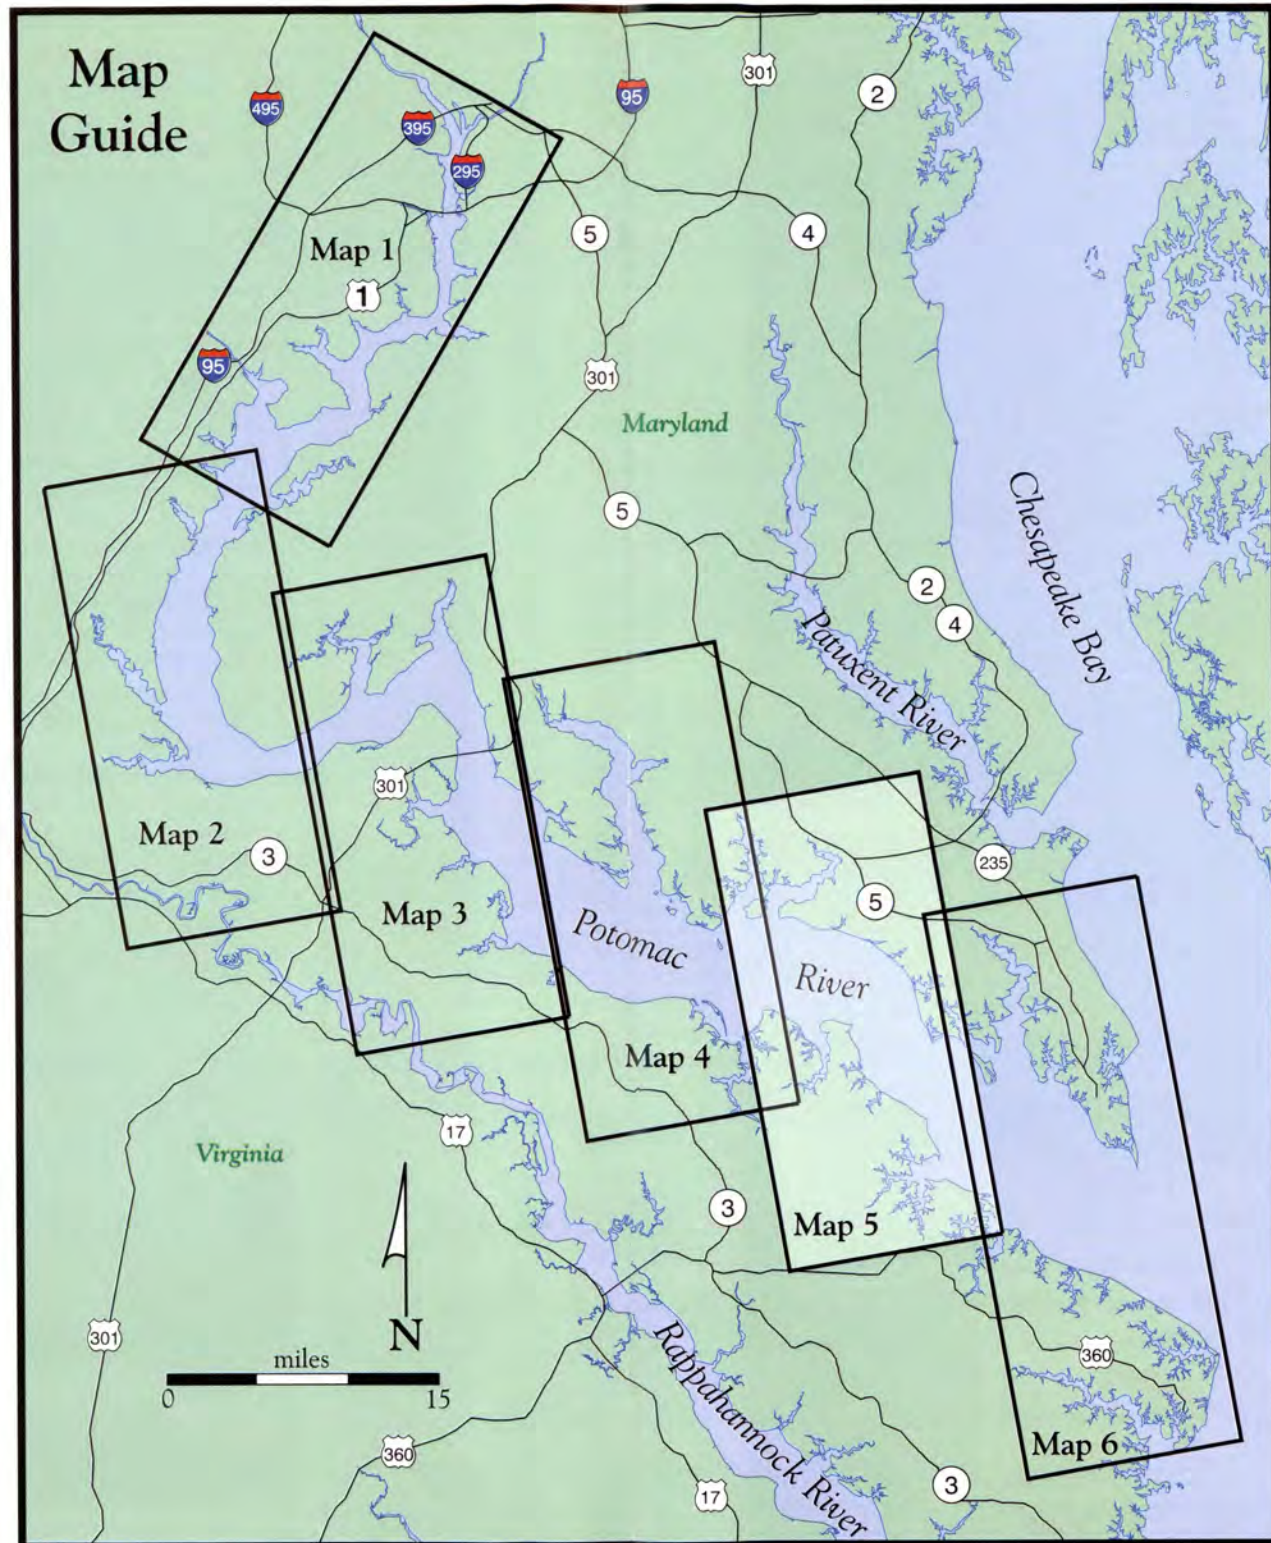 Map
Guide
495
395
95
301
2
295
5
4
Map 1
1
95
301
Maryland
5
Chesapeake Bay
2
4
Patuxent River
301
Map 2
3
235
5
Map 3
Potomac
River
Map 4
17
Virginia
3
Map 5
N
301
miles
0
15
Rappahannock River
360
Map 6
360
3
17